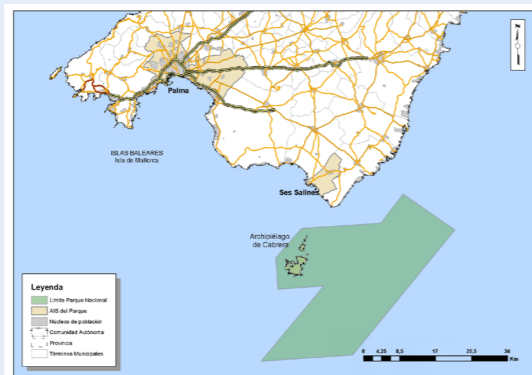 N
Palma
ISLAS BALEARES
Isla de Mallorca
Ses Salines
Archipiélago
de Cabrera
Leyenda
Límite Parque Nacional
AIS del Parque
Núcleos de población
Comunidad Autónoma
Provincia
Términos Municipales
0 4,25 8,5 17 25,5 34
Km